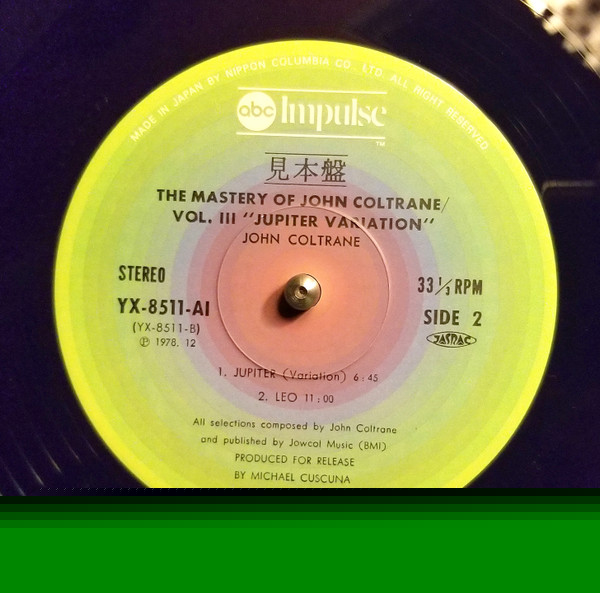 MADE IN JAPAN BY NIPPON COLUMBIA CO., LTD. ALL RIGHT RESERVED
abc Impulse
TM
見本盤
THE MASTERY OF JOHN COLTRANE/
VOL. III "JUPITER VARIATION"
JOHN COLTRANE
STEREO
33 1/3 RPM
YX-8511-AI
SIDE 2
(YX-8511-B)
JASRAC
Ⓟ 1978. 12
1. JUPITER (Variation) 6:45
2. LEO 11:00
All selections composed by John Coltrane
and published by Jowcol Music (BMI)
PRODUCED FOR RELEASE
BY MICHAEL CUSCUNA